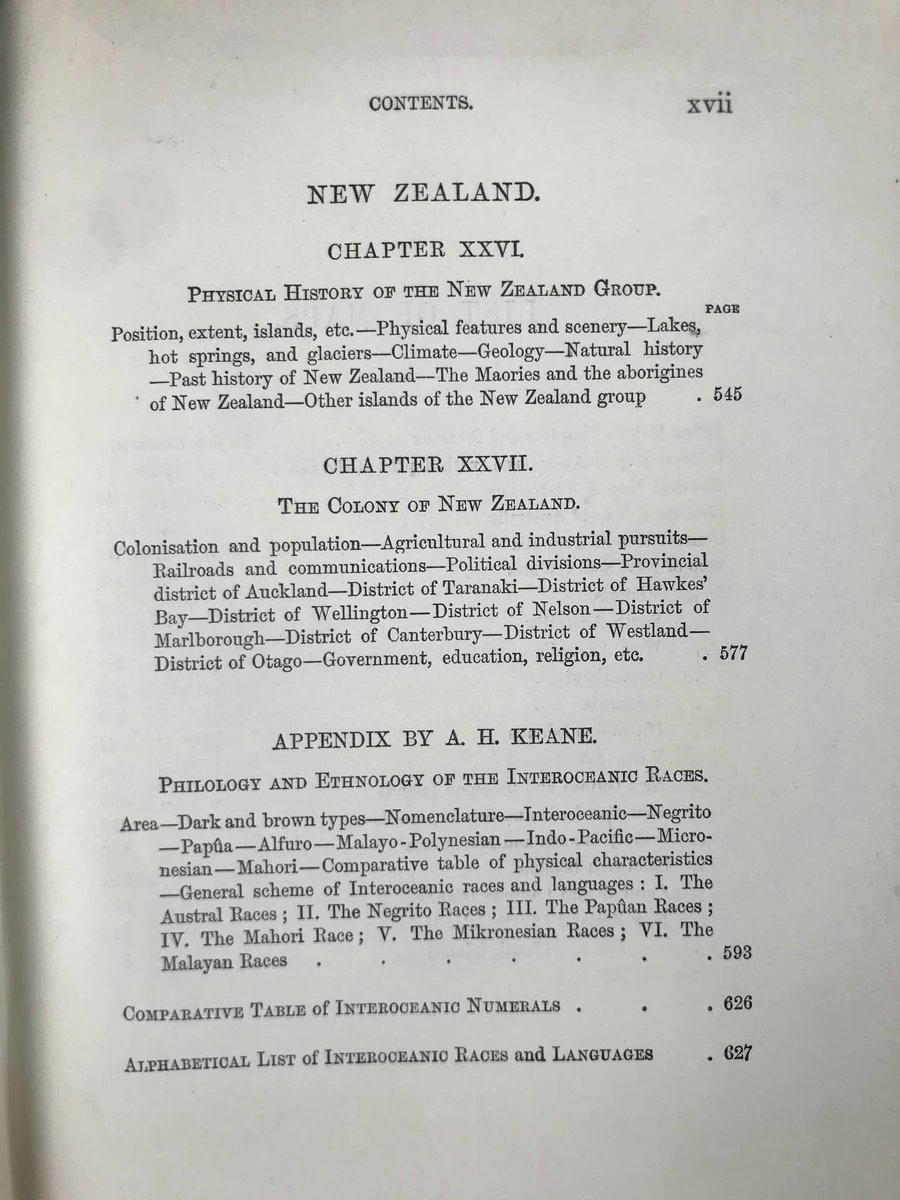 CONTENTS. xvii
NEW ZEALAND.
CHAPTER XXVI.
Physical History of the New Zealand Group.
PAGE
Position, extent, islands, etc.—Physical features and scenery—Lakes,
hot springs, and glaciers—Climate—Geology—Natural history
—Past history of New Zealand—The Maories and the aborigines
of New Zealand—Other islands of the New Zealand group . 545
CHAPTER XXVII.
The Colony of New Zealand.
Colonisation and population—Agricultural and industrial pursuits—
Railroads and communications—Political divisions—Provincial
district of Auckland—District of Taranaki—District of Hawkes'
Bay—District of Wellington—District of Nelson—District of
Marlborough—District of Canterbury—District of Westland—
District of Otago—Government, education, religion, etc. . 577
APPENDIX BY A. H. KEANE.
Philology and Ethnology of the Interoceanic Races.
Area—Dark and brown types—Nomenclature—Interoceanic—Negrito
—Papûa—Alfuro—Malayo-Polynesian—Indo-Pacific—Micro-
nesian—Mahori—Comparative table of physical characteristics
—General scheme of Interoceanic races and languages : I. The
Austral Races ; II. The Negrito Races ; III. The Papûan Races ;
IV. The Mahori Race ; V. The Mikronesian Races ; VI. The
Malayan Races . . . . . . . 593
Comparative Table of Interoceanic Numerals . . . 626
Alphabetical List of Interoceanic Races and Languages . 627